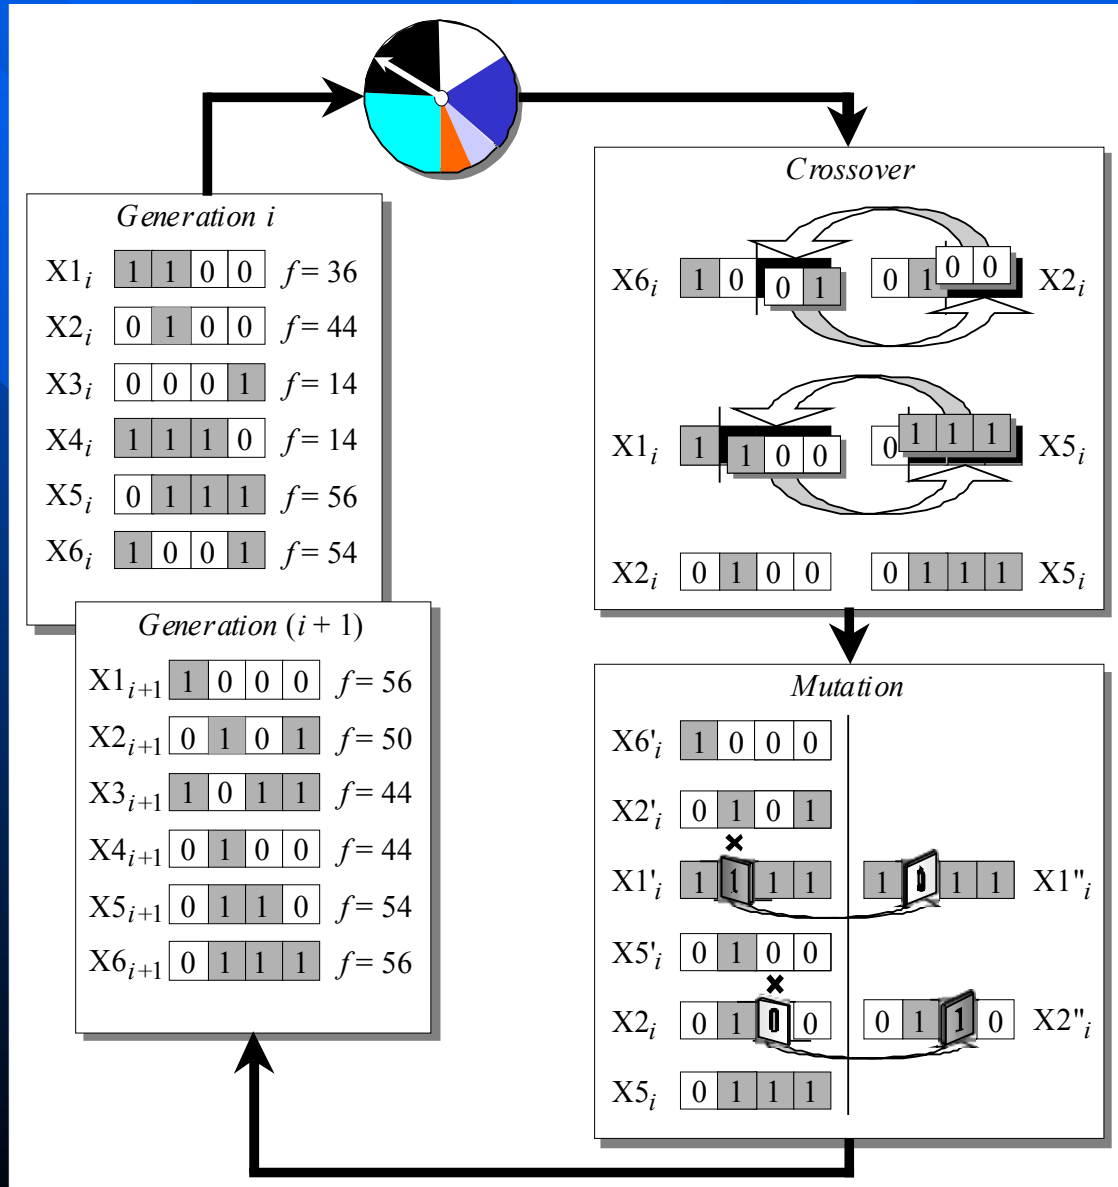 Generation i
X1i 1 1 0 0 f = 36
X2i 0 1 0 0 f = 44
X3i 0 0 0 1 f = 14
X4i 1 1 1 0 f = 14
X5i 0 1 1 1 f = 56
X6i 1 0 0 1 f = 54
Generation (i + 1)
X1i+1 1 0 0 0 f = 56
X2i+1 0 1 0 1 f = 50
X3i+1 1 0 1 1 f = 44
X4i+1 0 1 0 0 f = 44
X5i+1 0 1 1 0 f = 54
X6i+1 0 1 1 1 f = 56
Crossover
X6i 1 0 0 1 0 1 0 0 X2i
X1i 1 1 0 0 0 1 1 1 X5i
X2i 0 1 0 0 0 1 1 1 X5i
Mutation
X6'i 1 0 0 0
X2'i 0 1 0 1
X1'i 1 1 1 1 1 0 1 1 X1"i
X5'i 0 1 0 0
X2i 0 1 0 0 0 1 1 0 X2"i
X5i 0 1 1 1